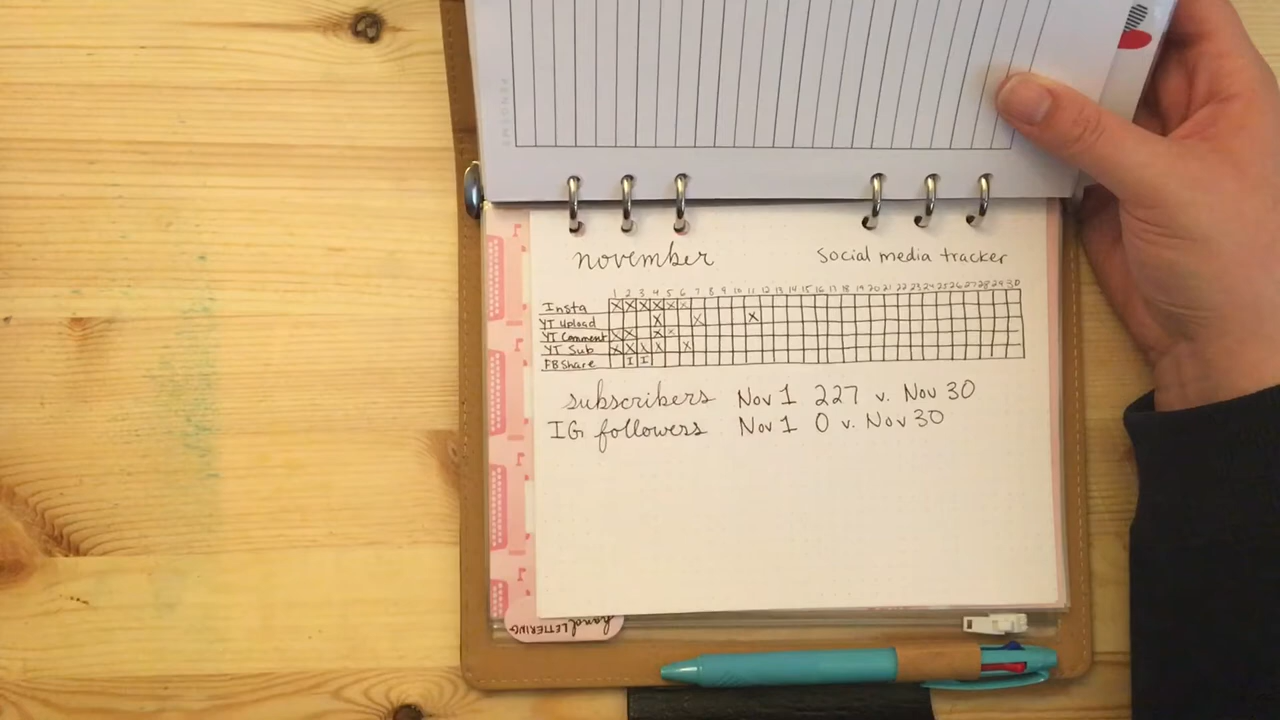 november
social media tracker
1 2 3 4 5 6 7 8 9 10 11 12 13 14 15 16 17 18 19 20 21 22 23 24 25 26 27 28 29 30
Insta X X X X X X
YT Upload X X X
YT Comment X X X X
YT Sub X X X X X
FB Share I I
subscribers Nov 1 227 v. Nov 30
IG followers Nov 1 0 v. Nov 30
hand LETTERING